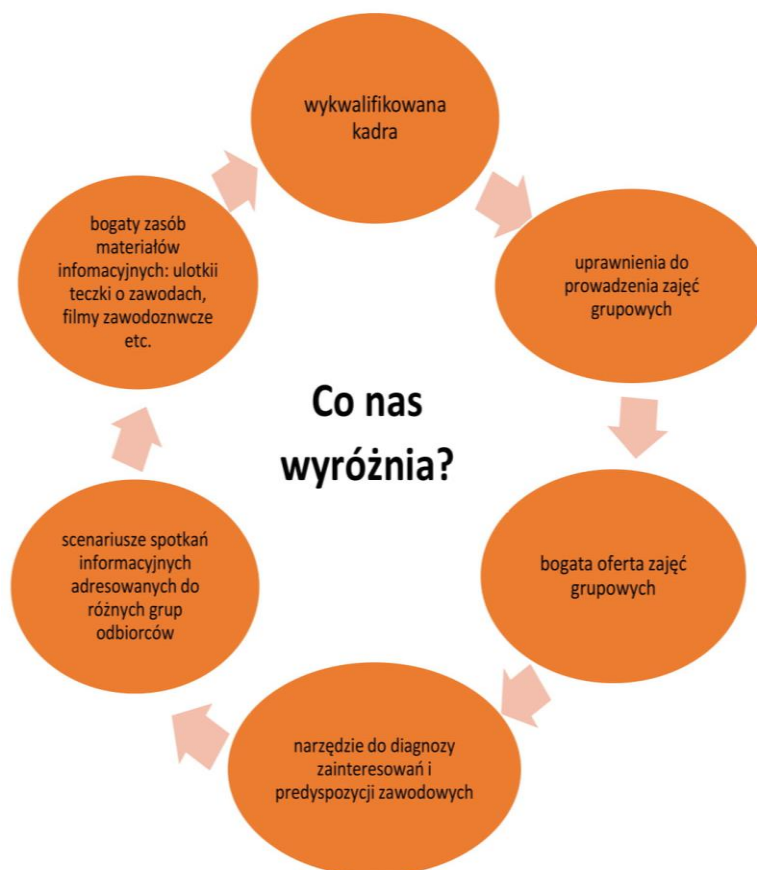 wykwalifikowana
kadra
uprawnienia do
prowadzenia zajęć
grupowych
bogata oferta zajęć
grupowych
narzędzie do diagnozy
zainteresowań i
predyspozycji zawodowych
scenariusze spotkań
informacyjnych
adresowanych do
różnych grup
odbiorców
bogaty zasób
materiałów
infomacyjnych: ulotkii
teczki o zawodach,
filmy zawodoznwcze
etc.
Co nas
wyróżnia?